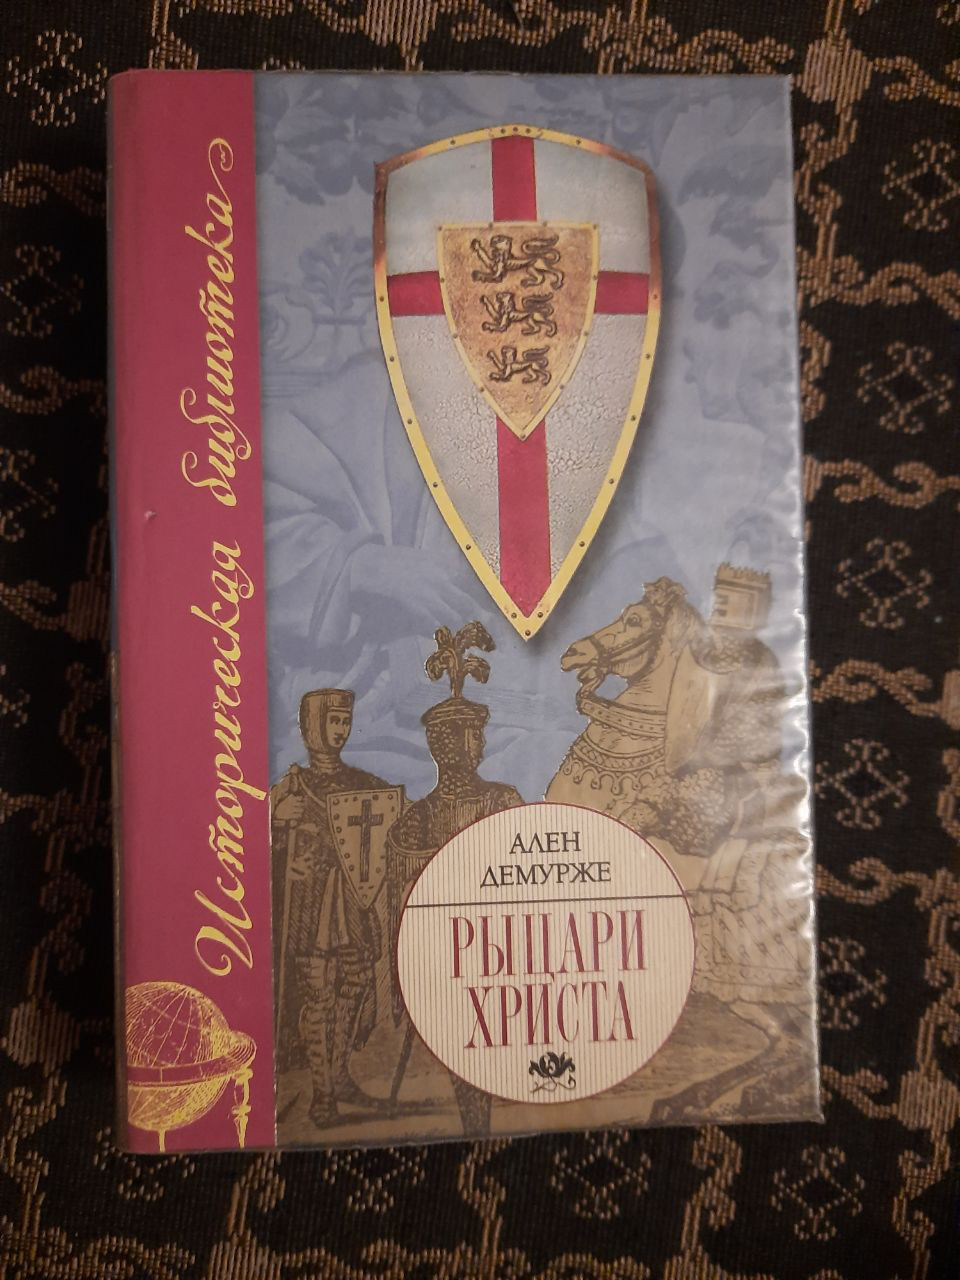 Историческая библиотека
АЛЕН
ДЕМУРЖЕ
РЫЦАРИ
ХРИСТА